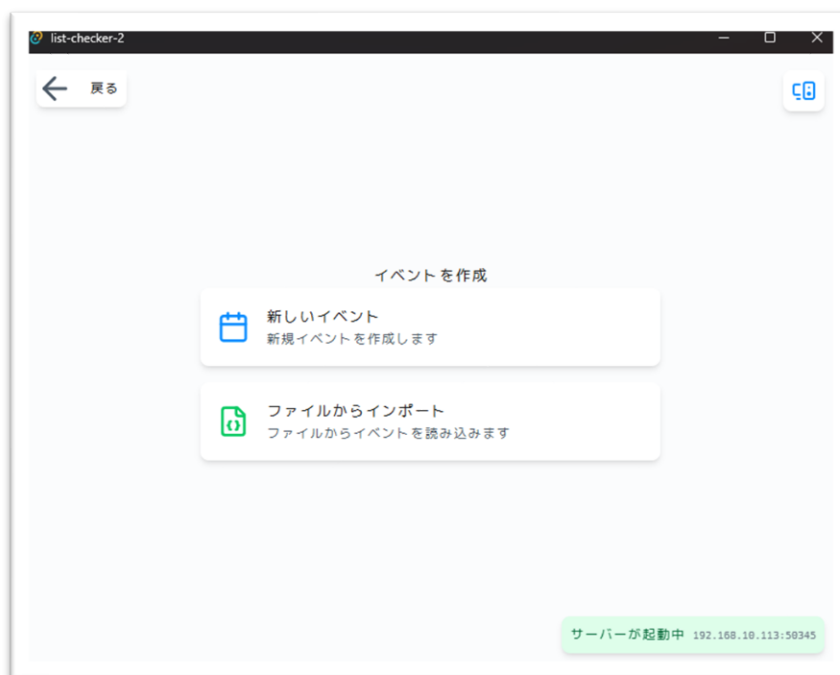 list-checker-2
戻る
イベントを作成
新しいイベント
新規イベントを作成します
ファイルからインポート
ファイルからイベントを読み込みます
サーバーが起動中 192.168.10.113:50345